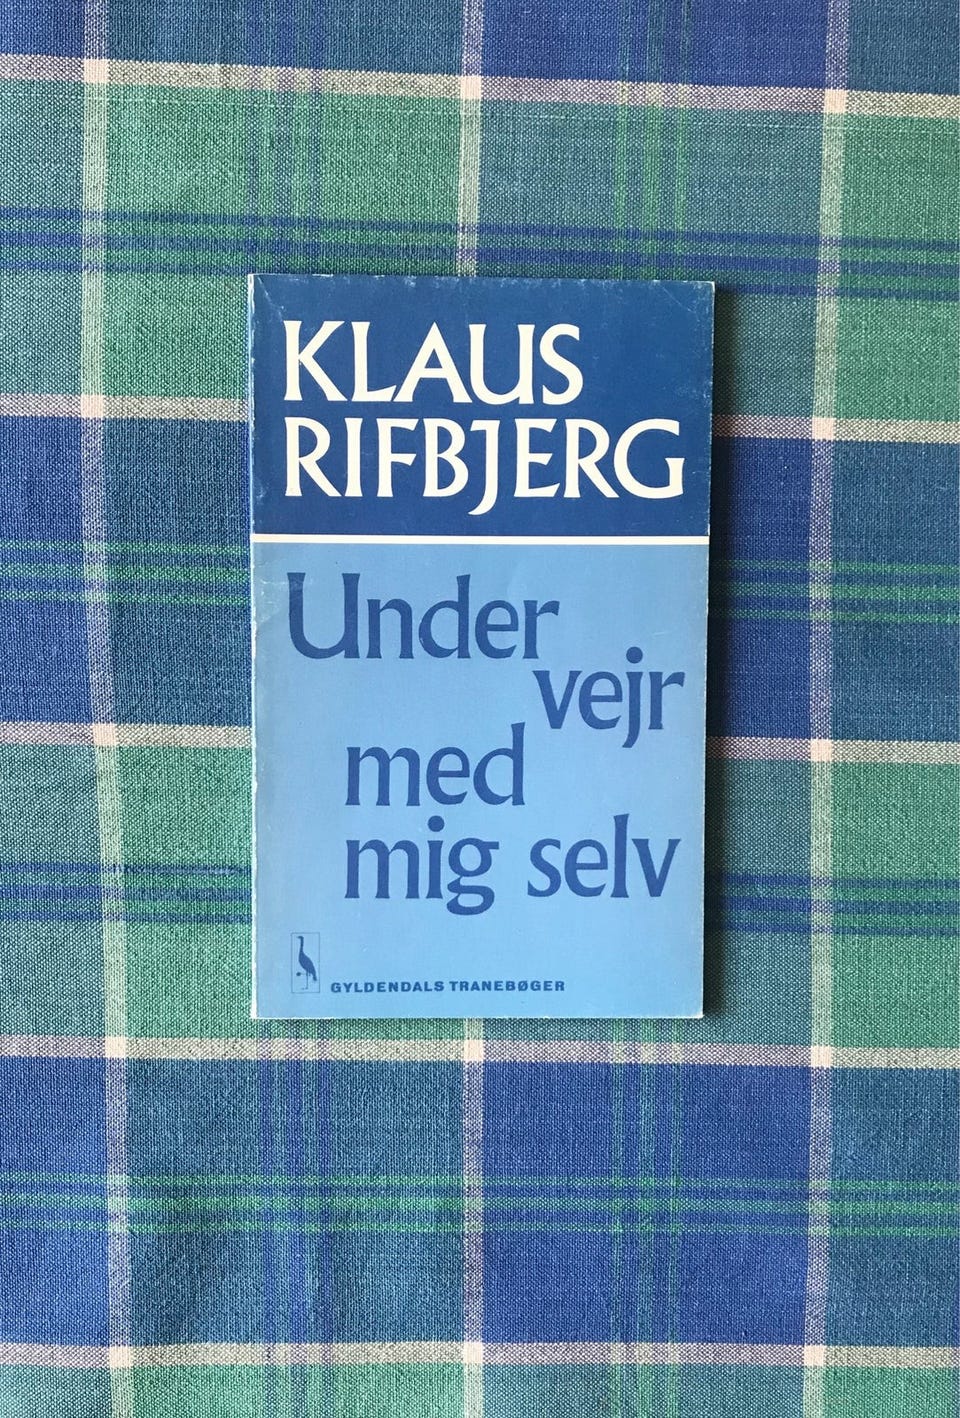 KLAUS
RIFBJERG
Under
vejr
med
mig selv
GYLDENDALS TRANEBØGER